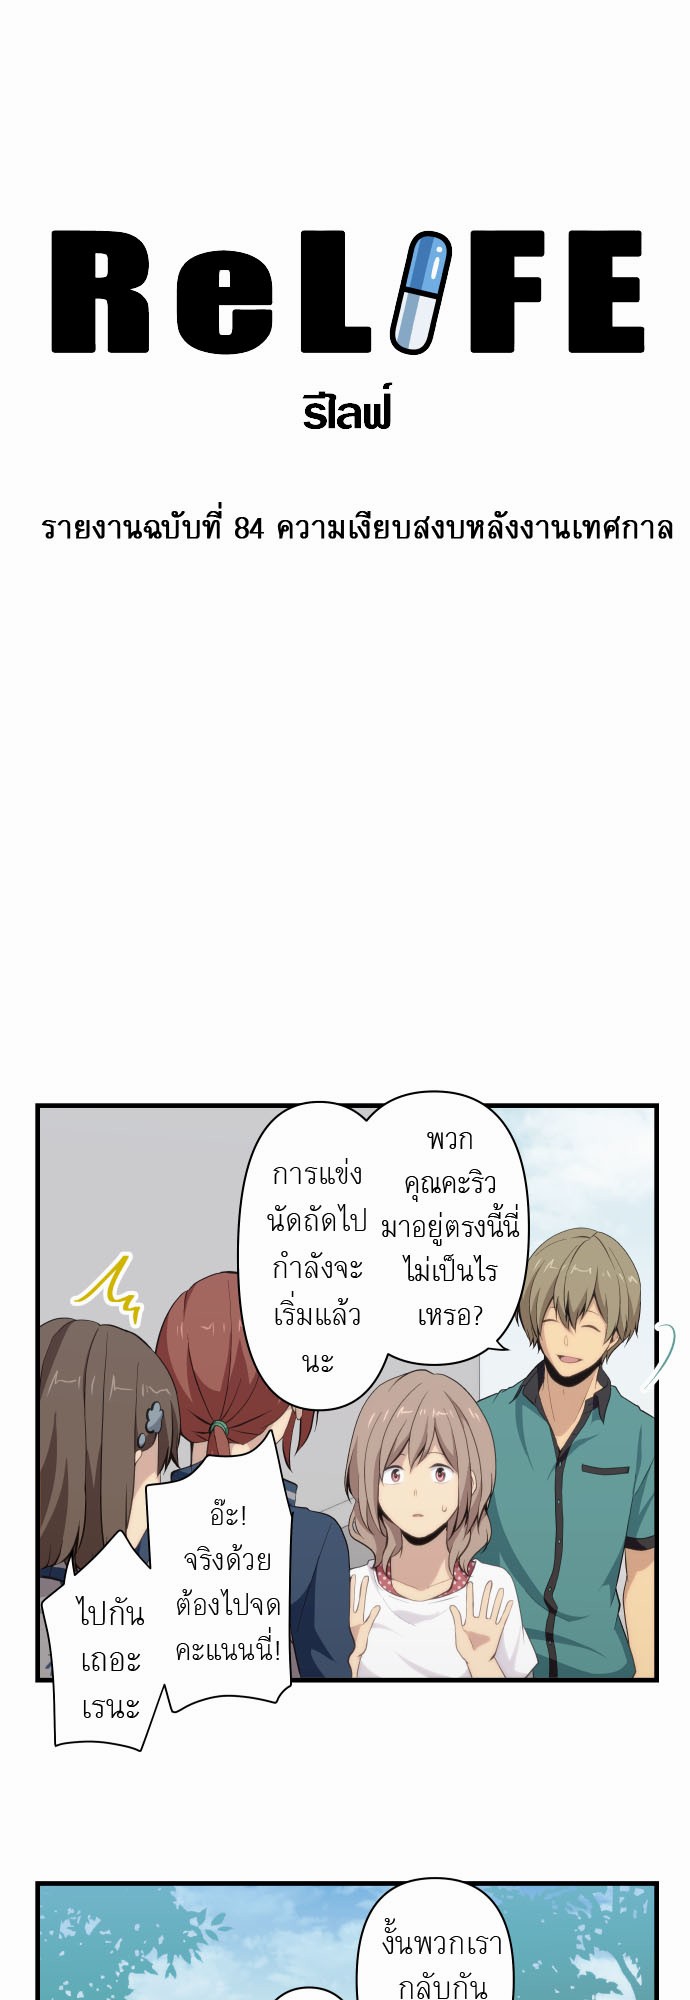 ReLIFE
รีไลฟ์
รายงานฉบับที่ 84 ความเงียบสงบหลังงานเทศกาล
พวก
คุณคะริว
มาอยู่ตรงนี้นี่
ไม่เป็นไร
เหรอ?
การแข่ง
นัดถัดไป
กำลังจะ
เริ่มแล้ว
นะ
อ๊ะ!
จริงด้วย
ต้องไปจด
คะแนนนี่!
ไปกัน
เถอะ
เรนะ
งั้นพวกเรา
กลับกัน